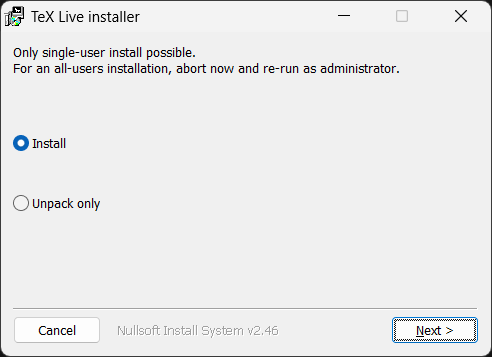 TeX Live installer
Only single-user install possible.
For an all-users installation, abort now and re-run as administrator.
Install
Unpack only
Cancel
Nullsoft Install System v2.46
Next >